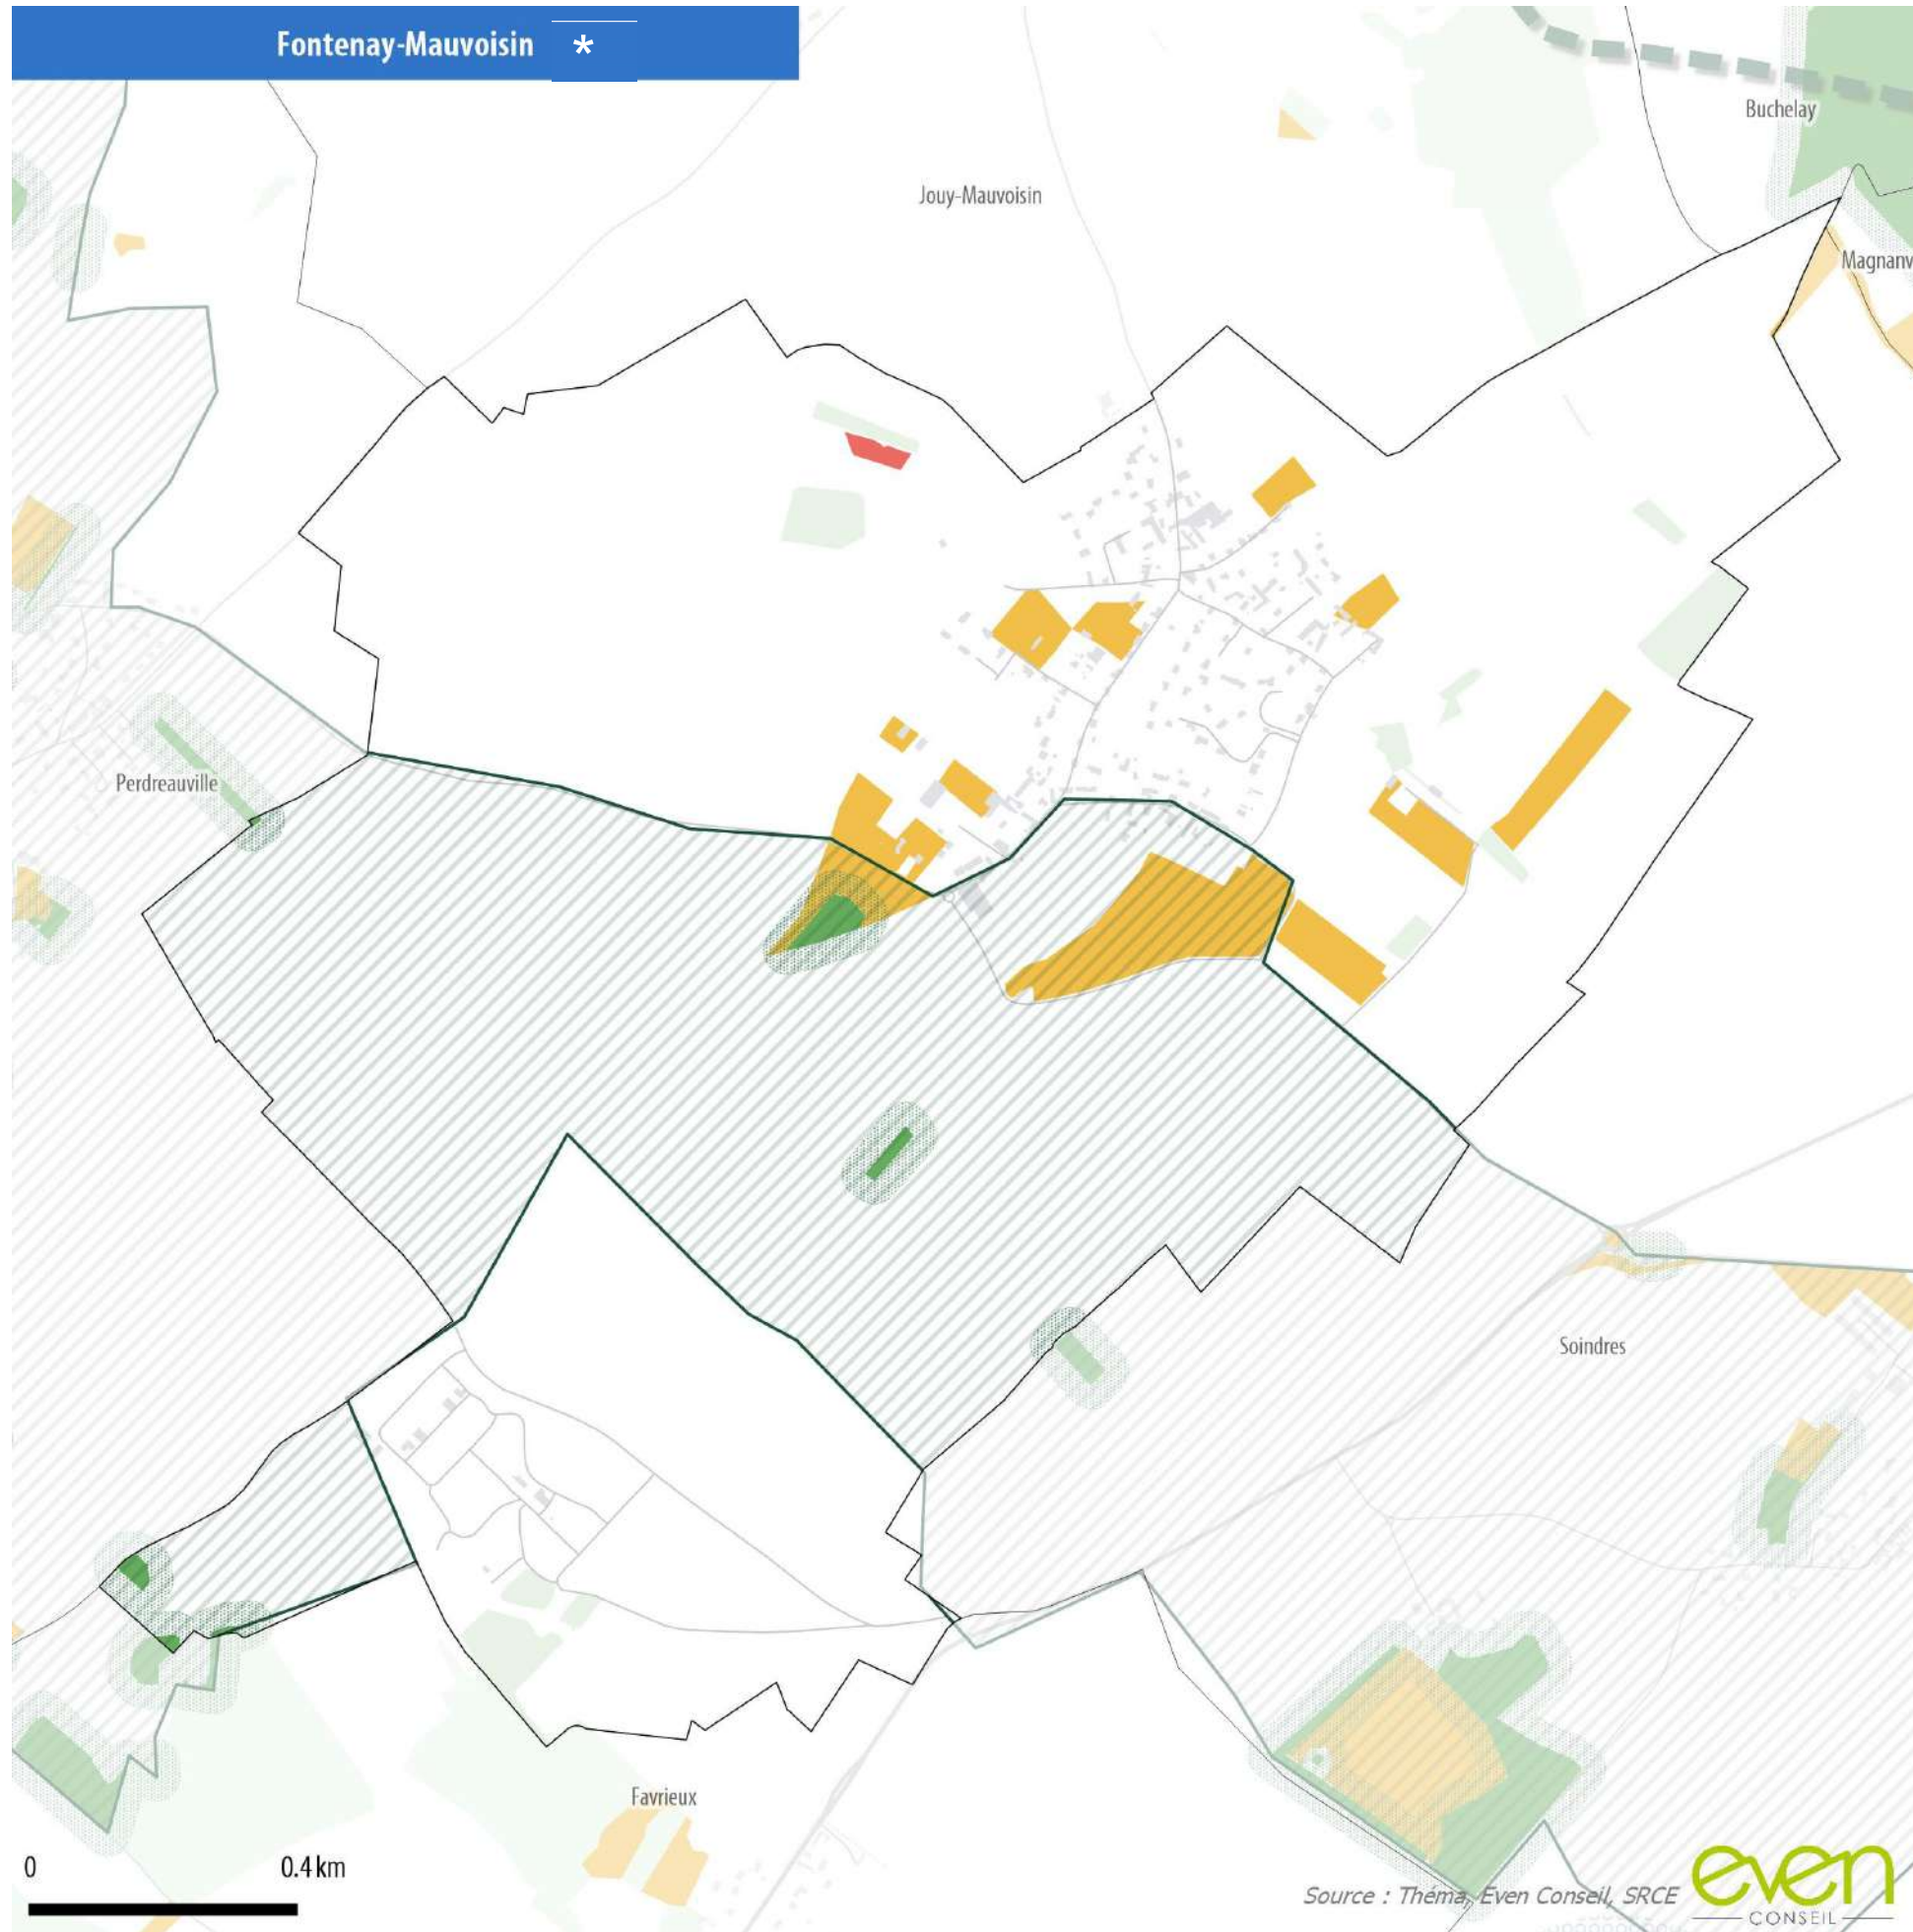 Fontenay-Mauvoisin *
Buchelay
Jouy-Mauvoisin
Magnanv
Perdreauville
Soindres
Favrieux
0 0.4 km
Source : Théma, Even Conseil, SRCE
even
CONSEIL